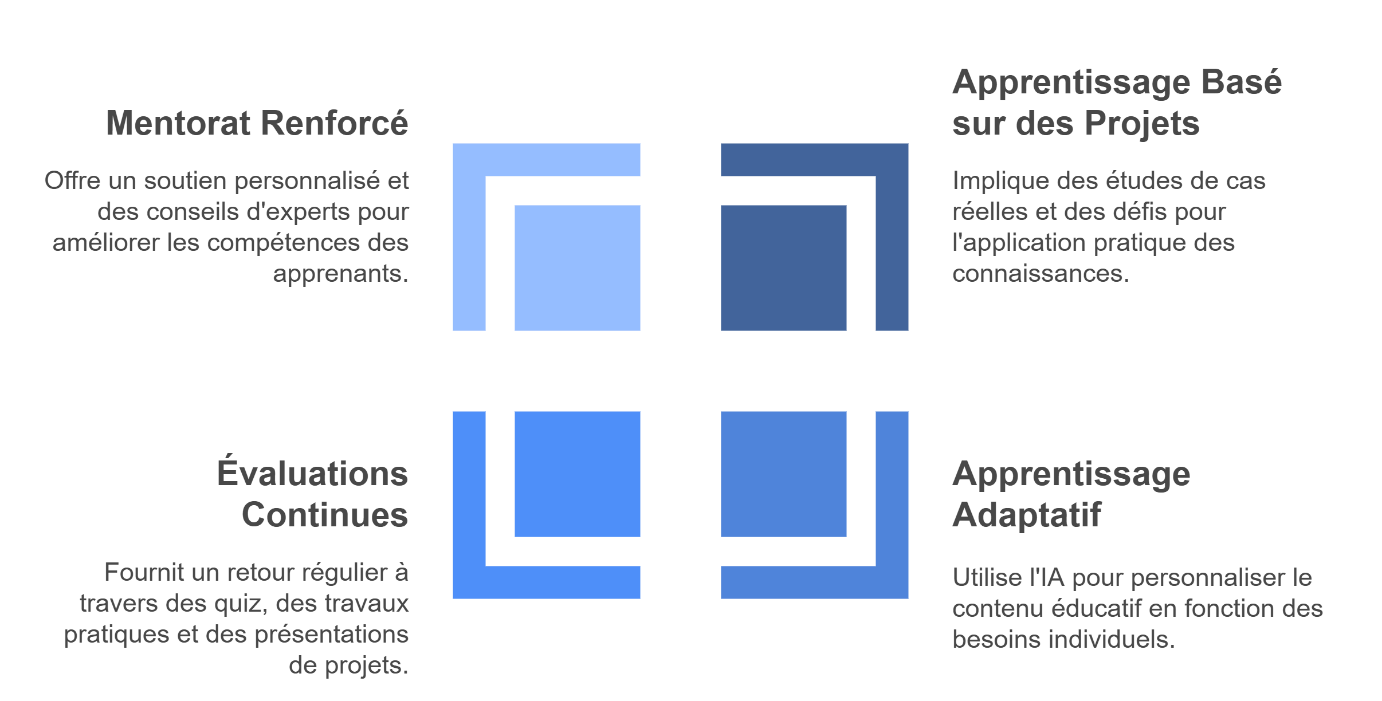 Mentorat Renforcé
Offre un soutien personnalisé et
des conseils d'experts pour
améliorer les compétences des
apprenants.
Apprentissage Basé
sur des Projets
Implique des études de cas
réelles et des défis pour
l'application pratique des
connaissances.
Évaluations
Continues
Fournit un retour régulier à
travers des quiz, des travaux
pratiques et des présentations
de projets.
Apprentissage
Adaptatif
Utilise l'IA pour personnaliser le
contenu éducatif en fonction des
besoins individuels.